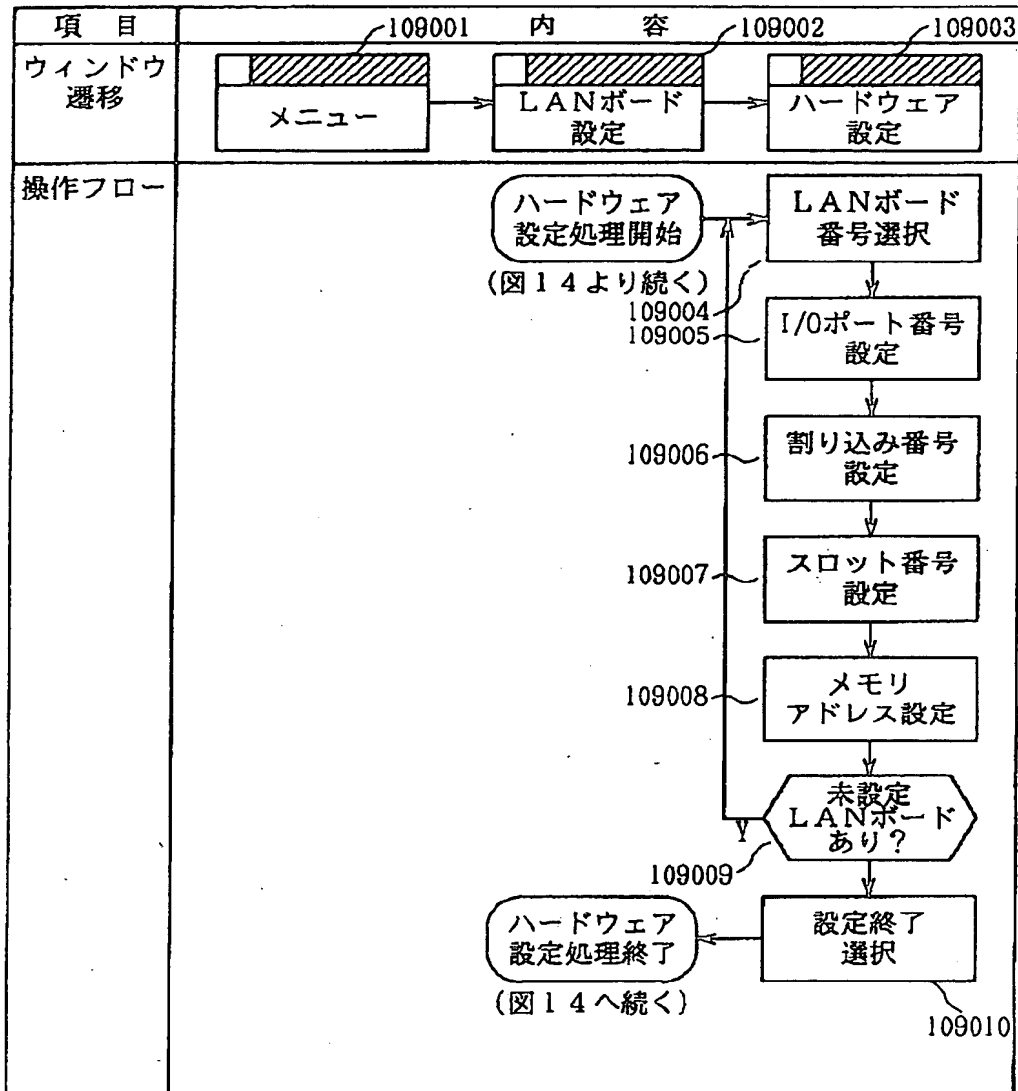 項 目
内 容
109001
109002
109003
ウィンドウ
遷移
メニュー
LANボード
設定
ハードウェア
設定
操作フロー
ハードウェア
設定処理開始
(図14より続く)
LANボード
番号選択
109004
109005
I/Oポート番号
設定
109006
割り込み番号
設定
109007
スロット番号
設定
109008
メモリ
アドレス設定
未設定
LANボード
あり?
Y
109009
ハードウェア
設定処理終了
(図14へ続く)
設定終了
選択
109010